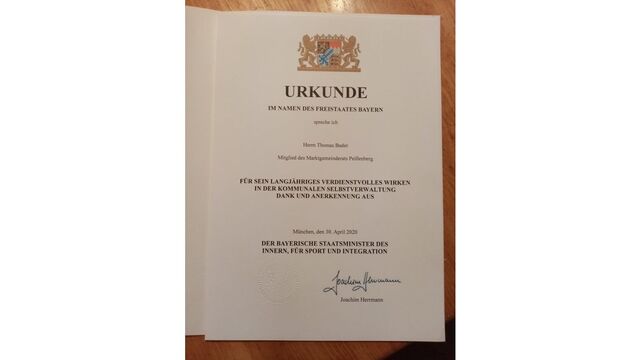 URKUNDE
IM NAMEN DES FREISTAATES BAYERN
spreche ich
Herrn Thomas Bader
Mitglied des Marktgemeinderats Peißenberg
FÜR SEIN LANGJÄHRIGES VERDIENSTVOLLES WIRKEN
IN DER KOMMUNALEN SELBSTVERWALTUNG
DANK UND ANERKENNUNG AUS
München, den 30. April 2020
DER BAYERISCHE STAATSMINISTER DES
INNERN, FÜR SPORT UND INTEGRATION
Joachim Herrmann
Joachim Herrmann